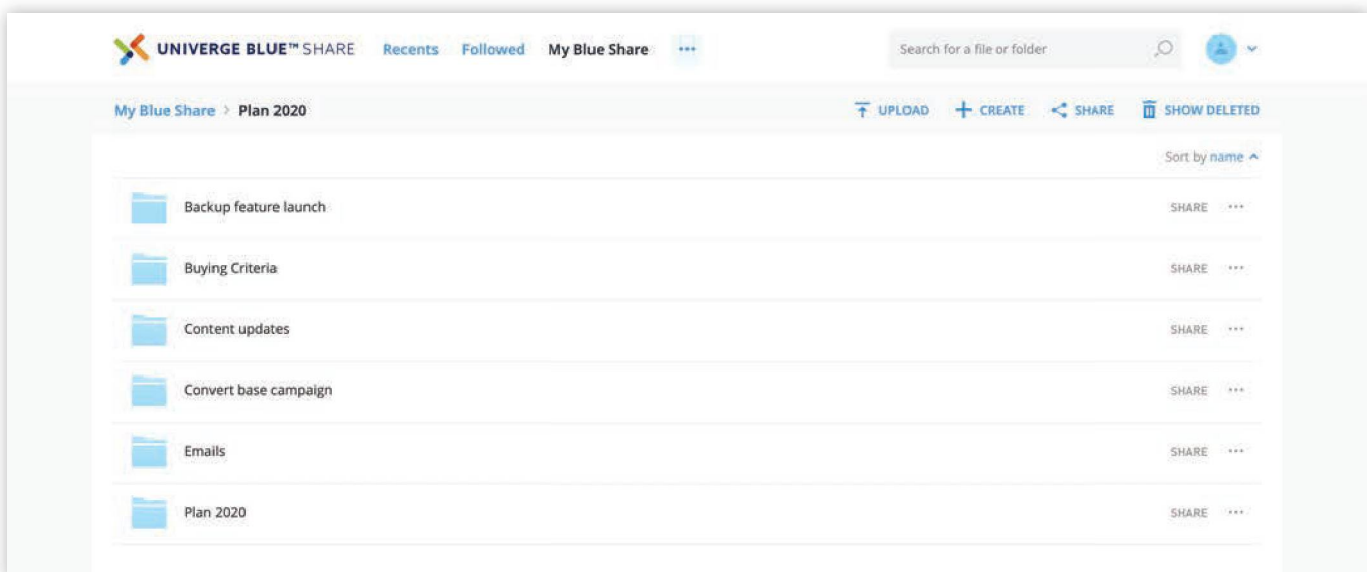 UNIVERGE BLUE™ SHARE Recents Followed My Blue Share ••• Search for a file or folder
My Blue Share > Plan 2020 UPLOAD CREATE SHARE SHOW DELETED
Sort by name
Backup feature launch SHARE •••
Buying Criteria SHARE •••
Content updates SHARE •••
Convert base campaign SHARE •••
Emails SHARE •••
Plan 2020 SHARE •••